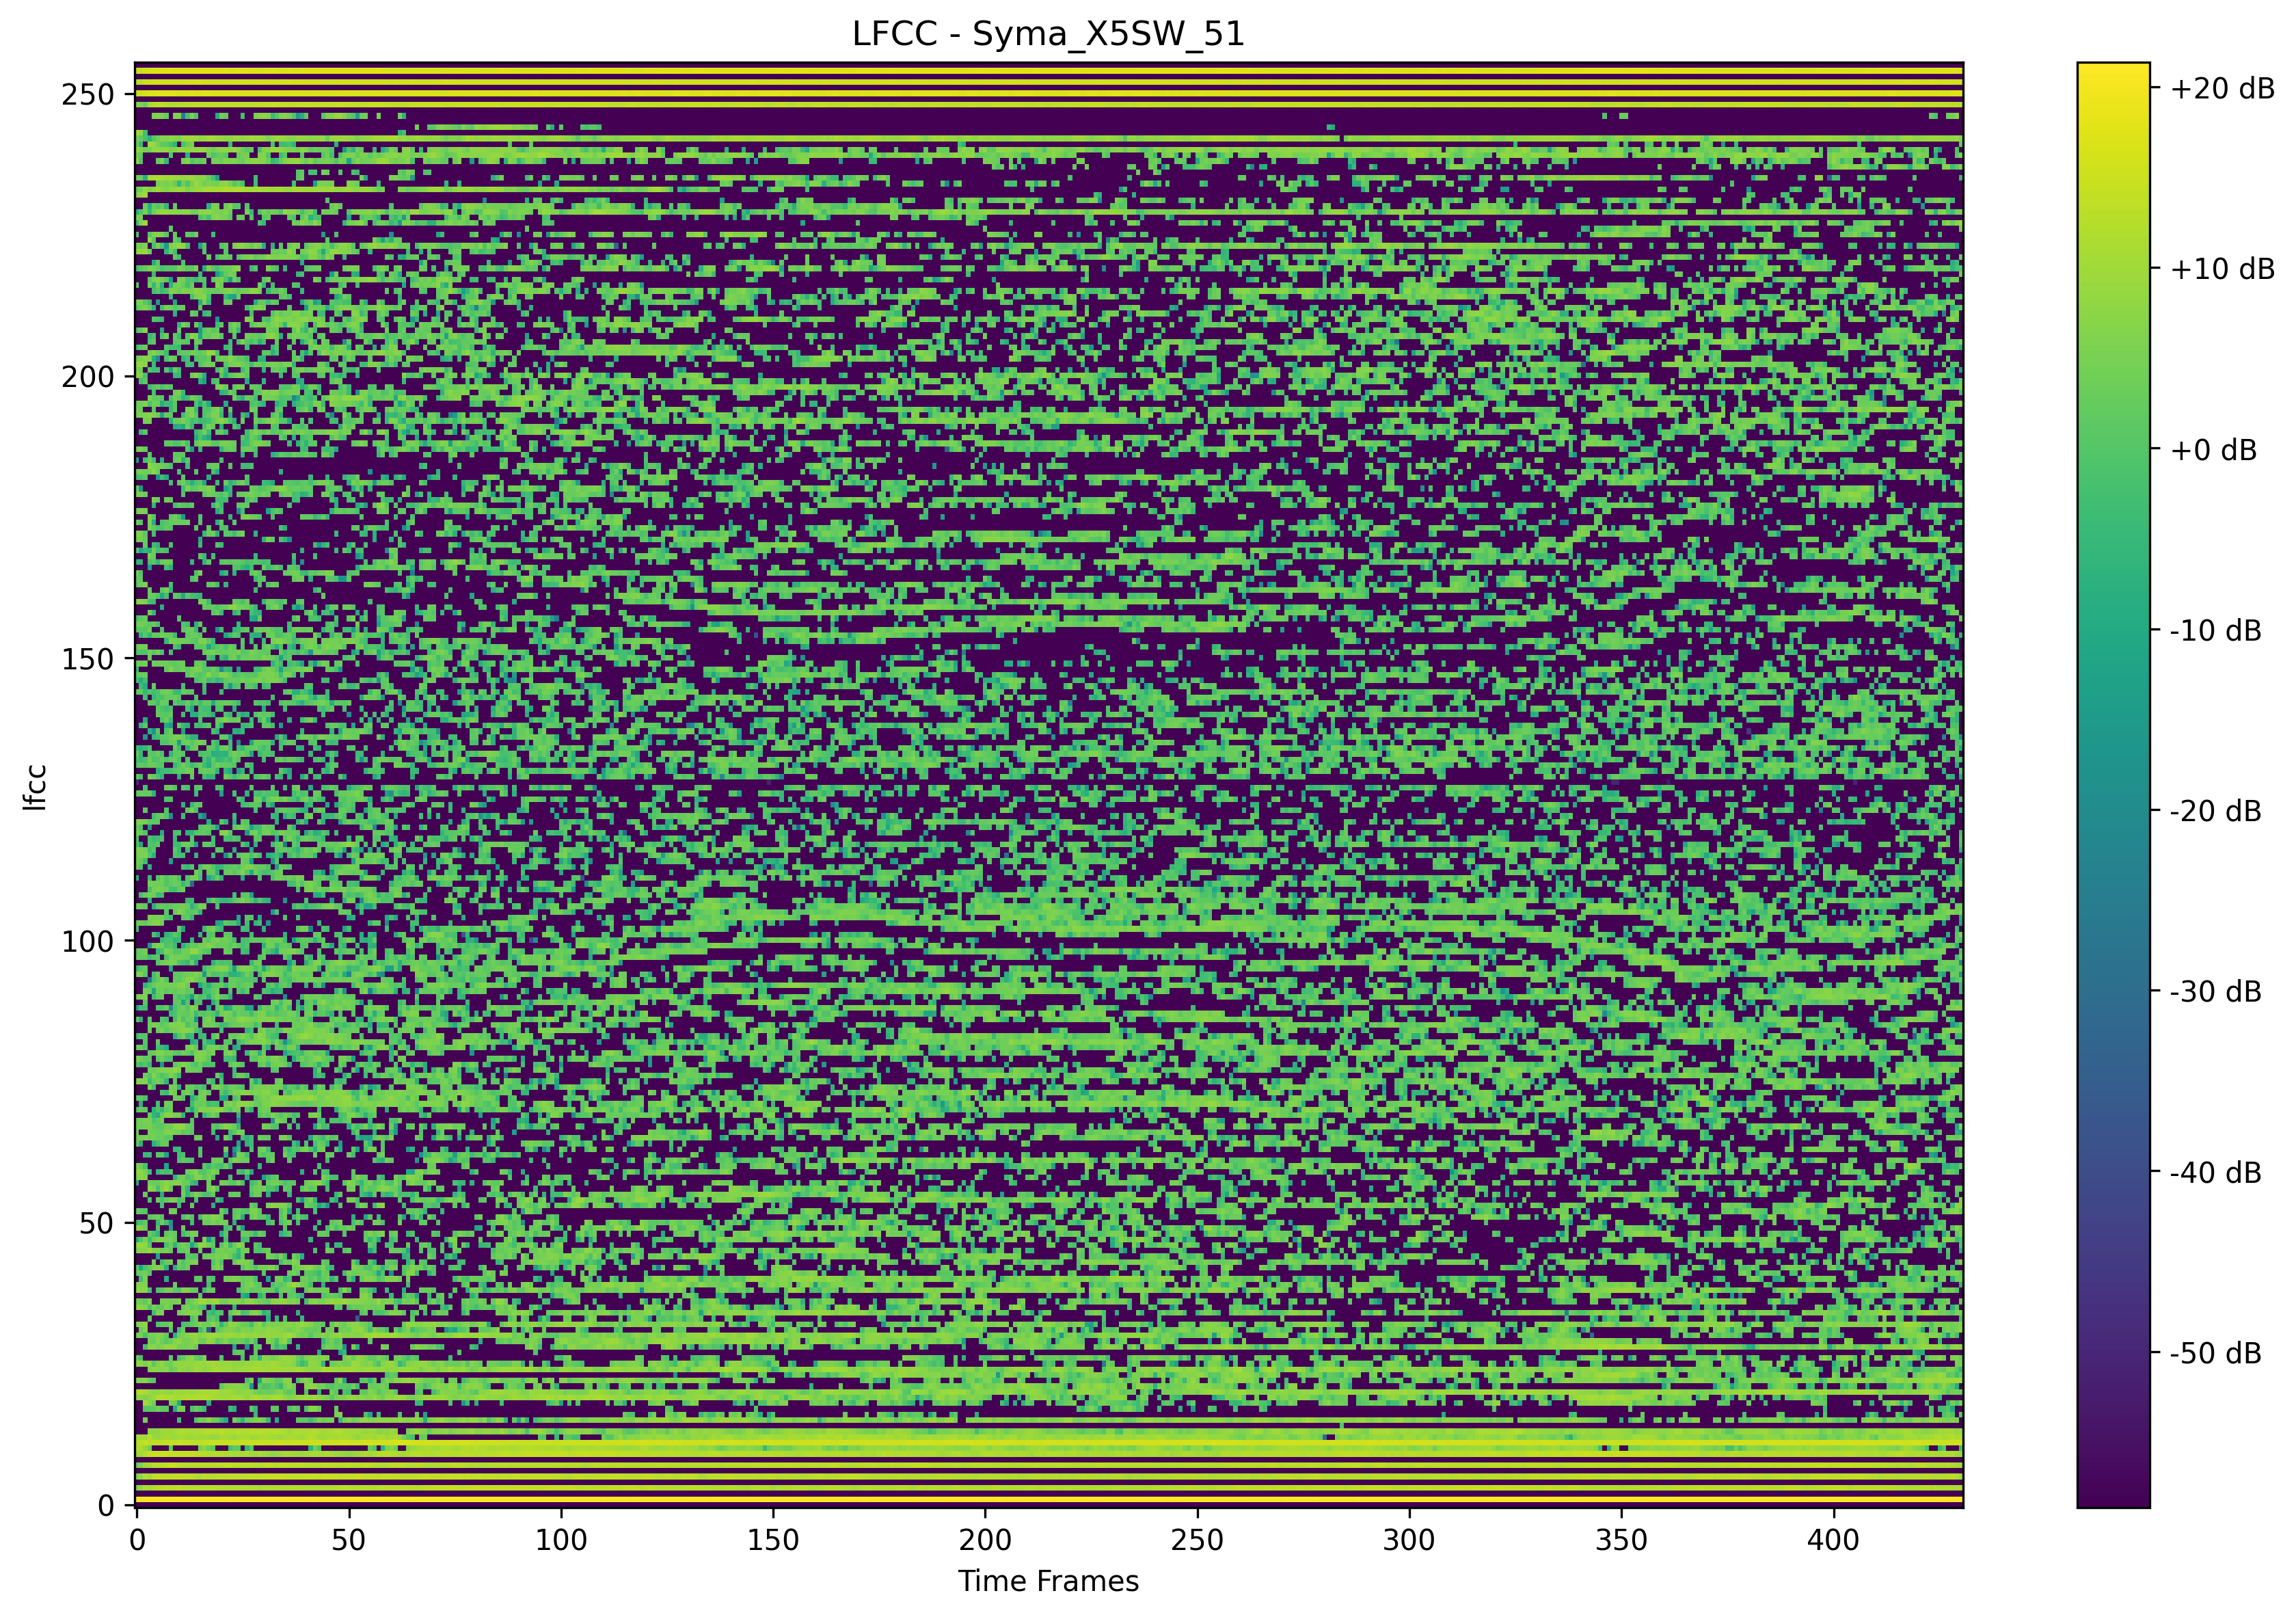 LFCC - Syma_X5SW_51
lfcc
250
200
150
100
50
0
0 50 100 150 200 250 300 350 400
Time Frames
+20 dB
+10 dB
+0 dB
-10 dB
-20 dB
-30 dB
-40 dB
-50 dB